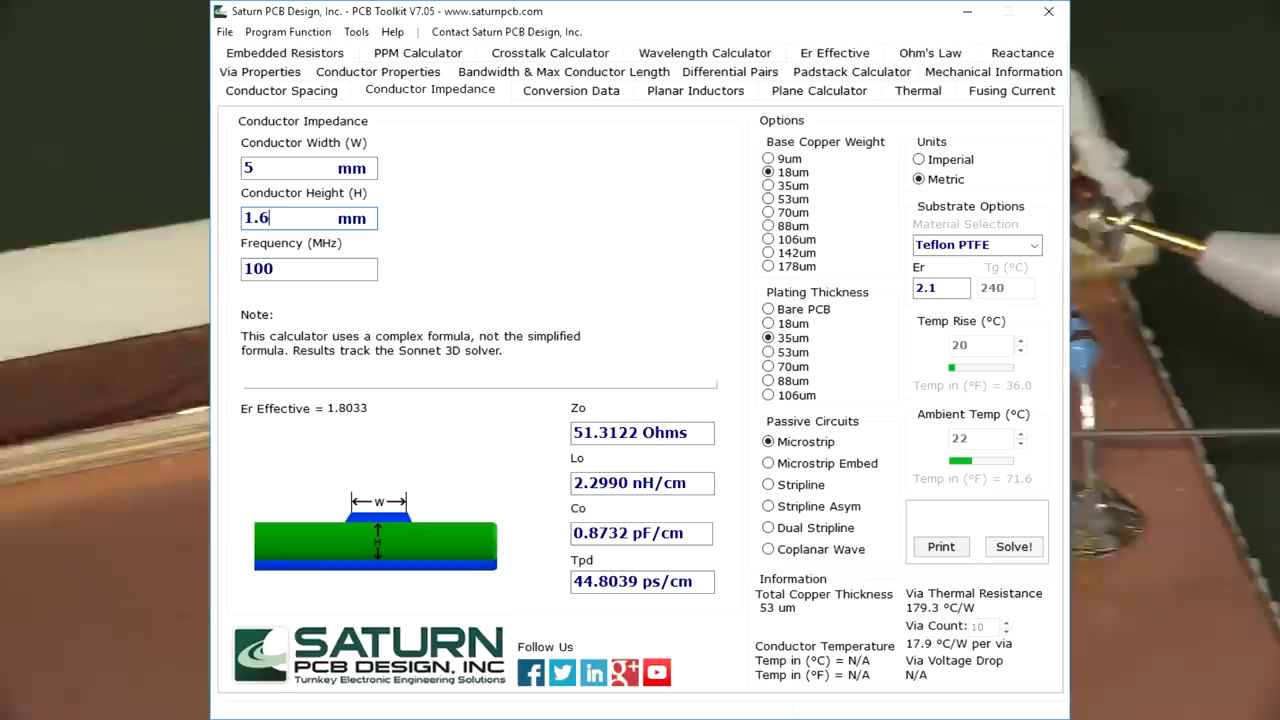 Saturn PCB Design, Inc. - PCB Toolkit V7.05 - www.saturnpcb.com
File Program Function Tools Help | Contact Saturn PCB Design, Inc.
Embedded Resistors PPM Calculator Crosstalk Calculator Wavelength Calculator Er Effective Ohm's Law Reactance
Via Properties Conductor Properties Bandwidth & Max Conductor Length Differential Pairs Padstack Calculator Mechanical Information
Conductor Spacing Conductor Impedance Conversion Data Planar Inductors Plane Calculator Thermal Fusing Current
Conductor Impedance
Conductor Width (W)
5 mm
Conductor Height (H)
1.6 mm
Frequency (MHz)
100
Note:
This calculator uses a complex formula, not the simplified
formula. Results track the Sonnet 3D solver.
Er Effective = 1.8033
W
H
Zo
51.3122 Ohms
Lo
2.2990 nH/cm
Co
0.8732 pF/cm
Tpd
44.8039 ps/cm
SATURN
PCB DESIGN, INC
Turnkey Electronic Engineering Solutions
Follow Us
Options
Base Copper Weight
9um
18um
35um
53um
70um
88um
106um
142um
178um
Plating Thickness
Bare PCB
18um
35um
53um
70um
88um
106um
Passive Circuits
Microstrip
Microstrip Embed
Stripline
Stripline Asym
Dual Stripline
Coplanar Wave
Units
Imperial
Metric
Substrate Options
Material Selection
Teflon PTFE
Er Tg (°C)
2.1 240
Temp Rise (°C)
20
Temp in (°F) = 36.0
Ambient Temp (°C)
22
Temp in (°F) = 71.6
Print Solve!
Information
Total Copper Thickness
53 um
Conductor Temperature
Temp in (°C) = N/A
Temp in (°F) = N/A
Via Thermal Resistance
179.3 °C/W
Via Count: 10
17.9 °C/W per via
Via Voltage Drop
N/A